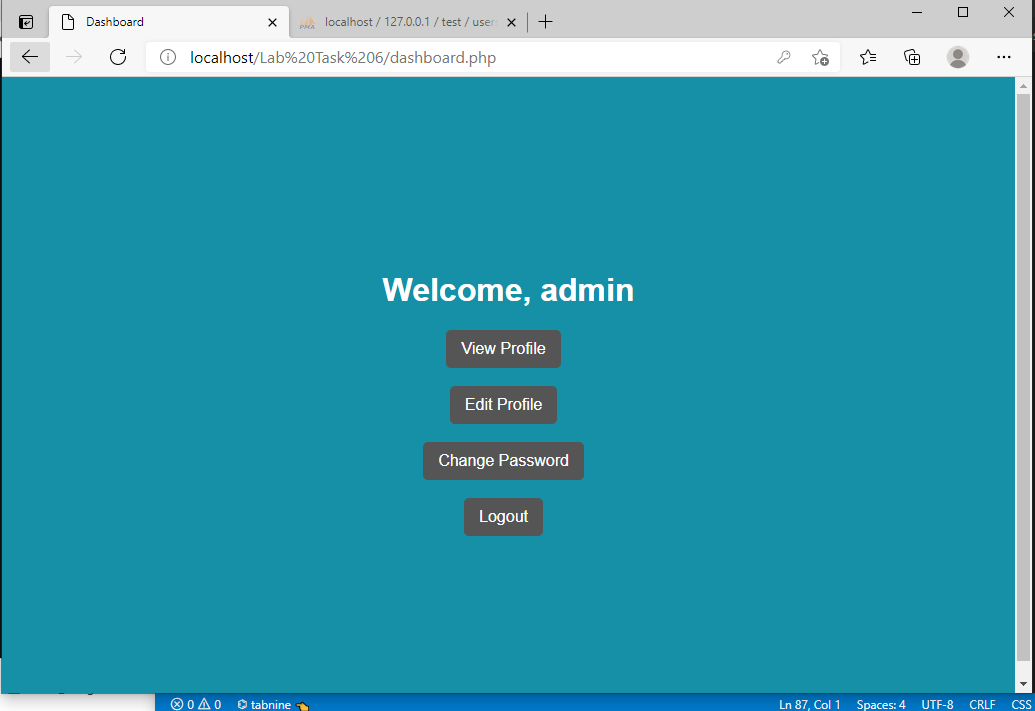 Dashboard
localhost / 127.0.0.1 / test / user
localhost/Lab%20Task%206/dashboard.php
Welcome, admin
View Profile
Edit Profile
Change Password
Logout
0 0 tabnine Ln 87, Col 1 Spaces: 4 UTF-8 CRLF CSS